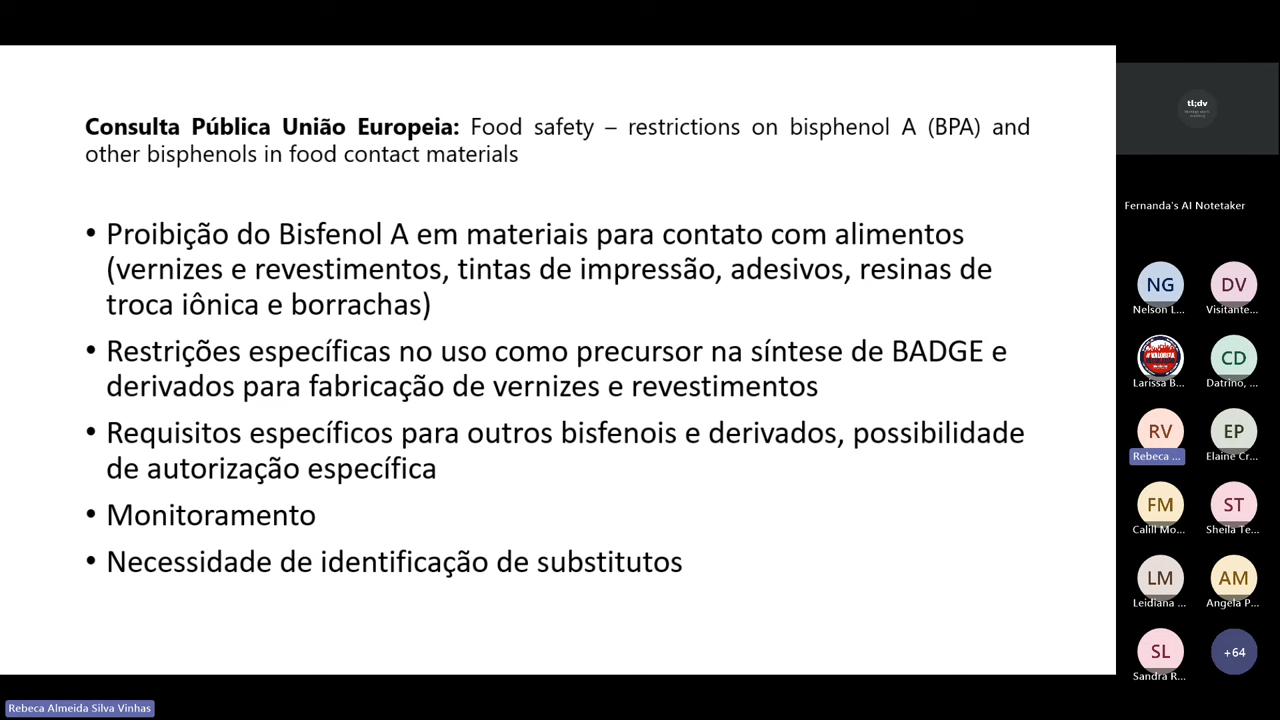 Consulta Pública União Europeia: Food safety – restrictions on bisphenol A (BPA) and
other bisphenols in food contact materials
• Proibição do Bisfenol A em materiais para contato com alimentos
(vernizes e revestimentos, tintas de impressão, adesivos, resinas de
troca iônica e borrachas)
• Restrições específicas no uso como precursor na síntese de BADGE e
derivados para fabricação de vernizes e revestimentos
• Requisitos específicos para outros bisfenois e derivados, possibilidade
de autorização específica
• Monitoramento
• Necessidade de identificação de substitutos
tl;dv
Fernanda's AI Notetaker
NG DV
Nelson L... Visitante...
CD
Larissa B... Datrino, ...
RV EP
Rebeca ... Elaine Cr...
FM ST
Calill Mo... Sheila Te...
LM AM
Leidiana ... Angela P...
SL +64
Sandra R...
Rebeca Almeida Silva Vinhas